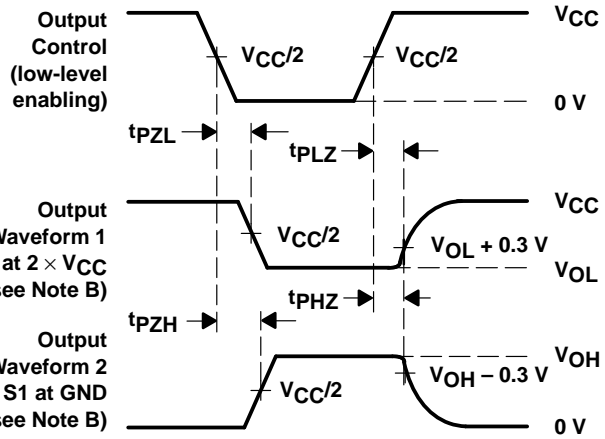 Output
Control
(low-level
enabling)
VCC
VCC/2
VCC/2
0 V
tPZL
tPLZ
Output
Waveform 1
at 2 × VCC
see Note B)
VCC
VCC/2
VOL + 0.3 V
VOL
tPZH
tPHZ
Output
Waveform 2
S1 at GND
see Note B)
VOH
VCC/2
VOH – 0.3 V
0 V